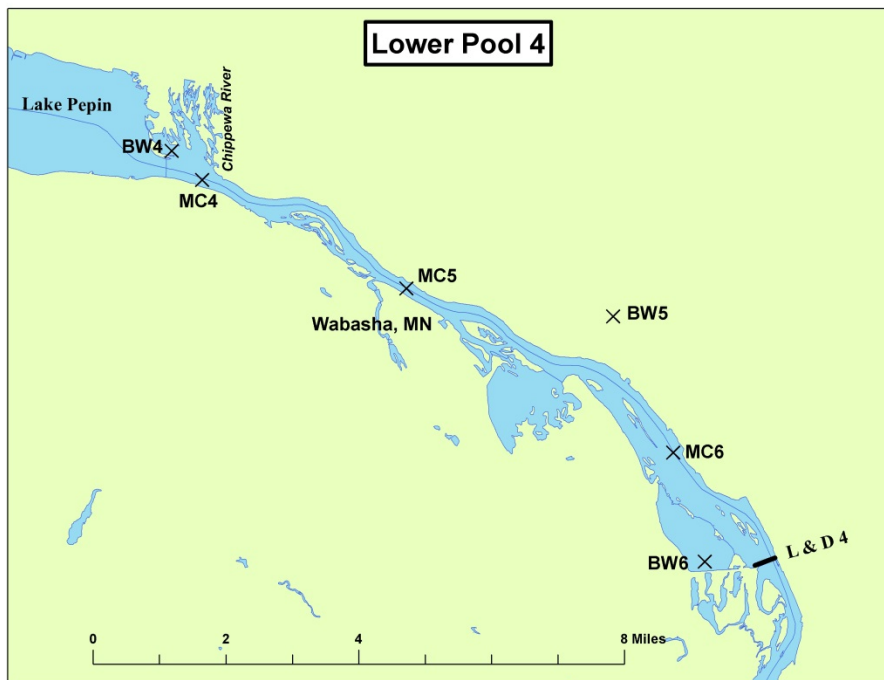 Lower Pool 4
Lake Pepin
Chippewa River
BW4
MC4
MC5
Wabasha, MN
BW5
MC6
L & D 4
BW6
0 2 4 8 Miles